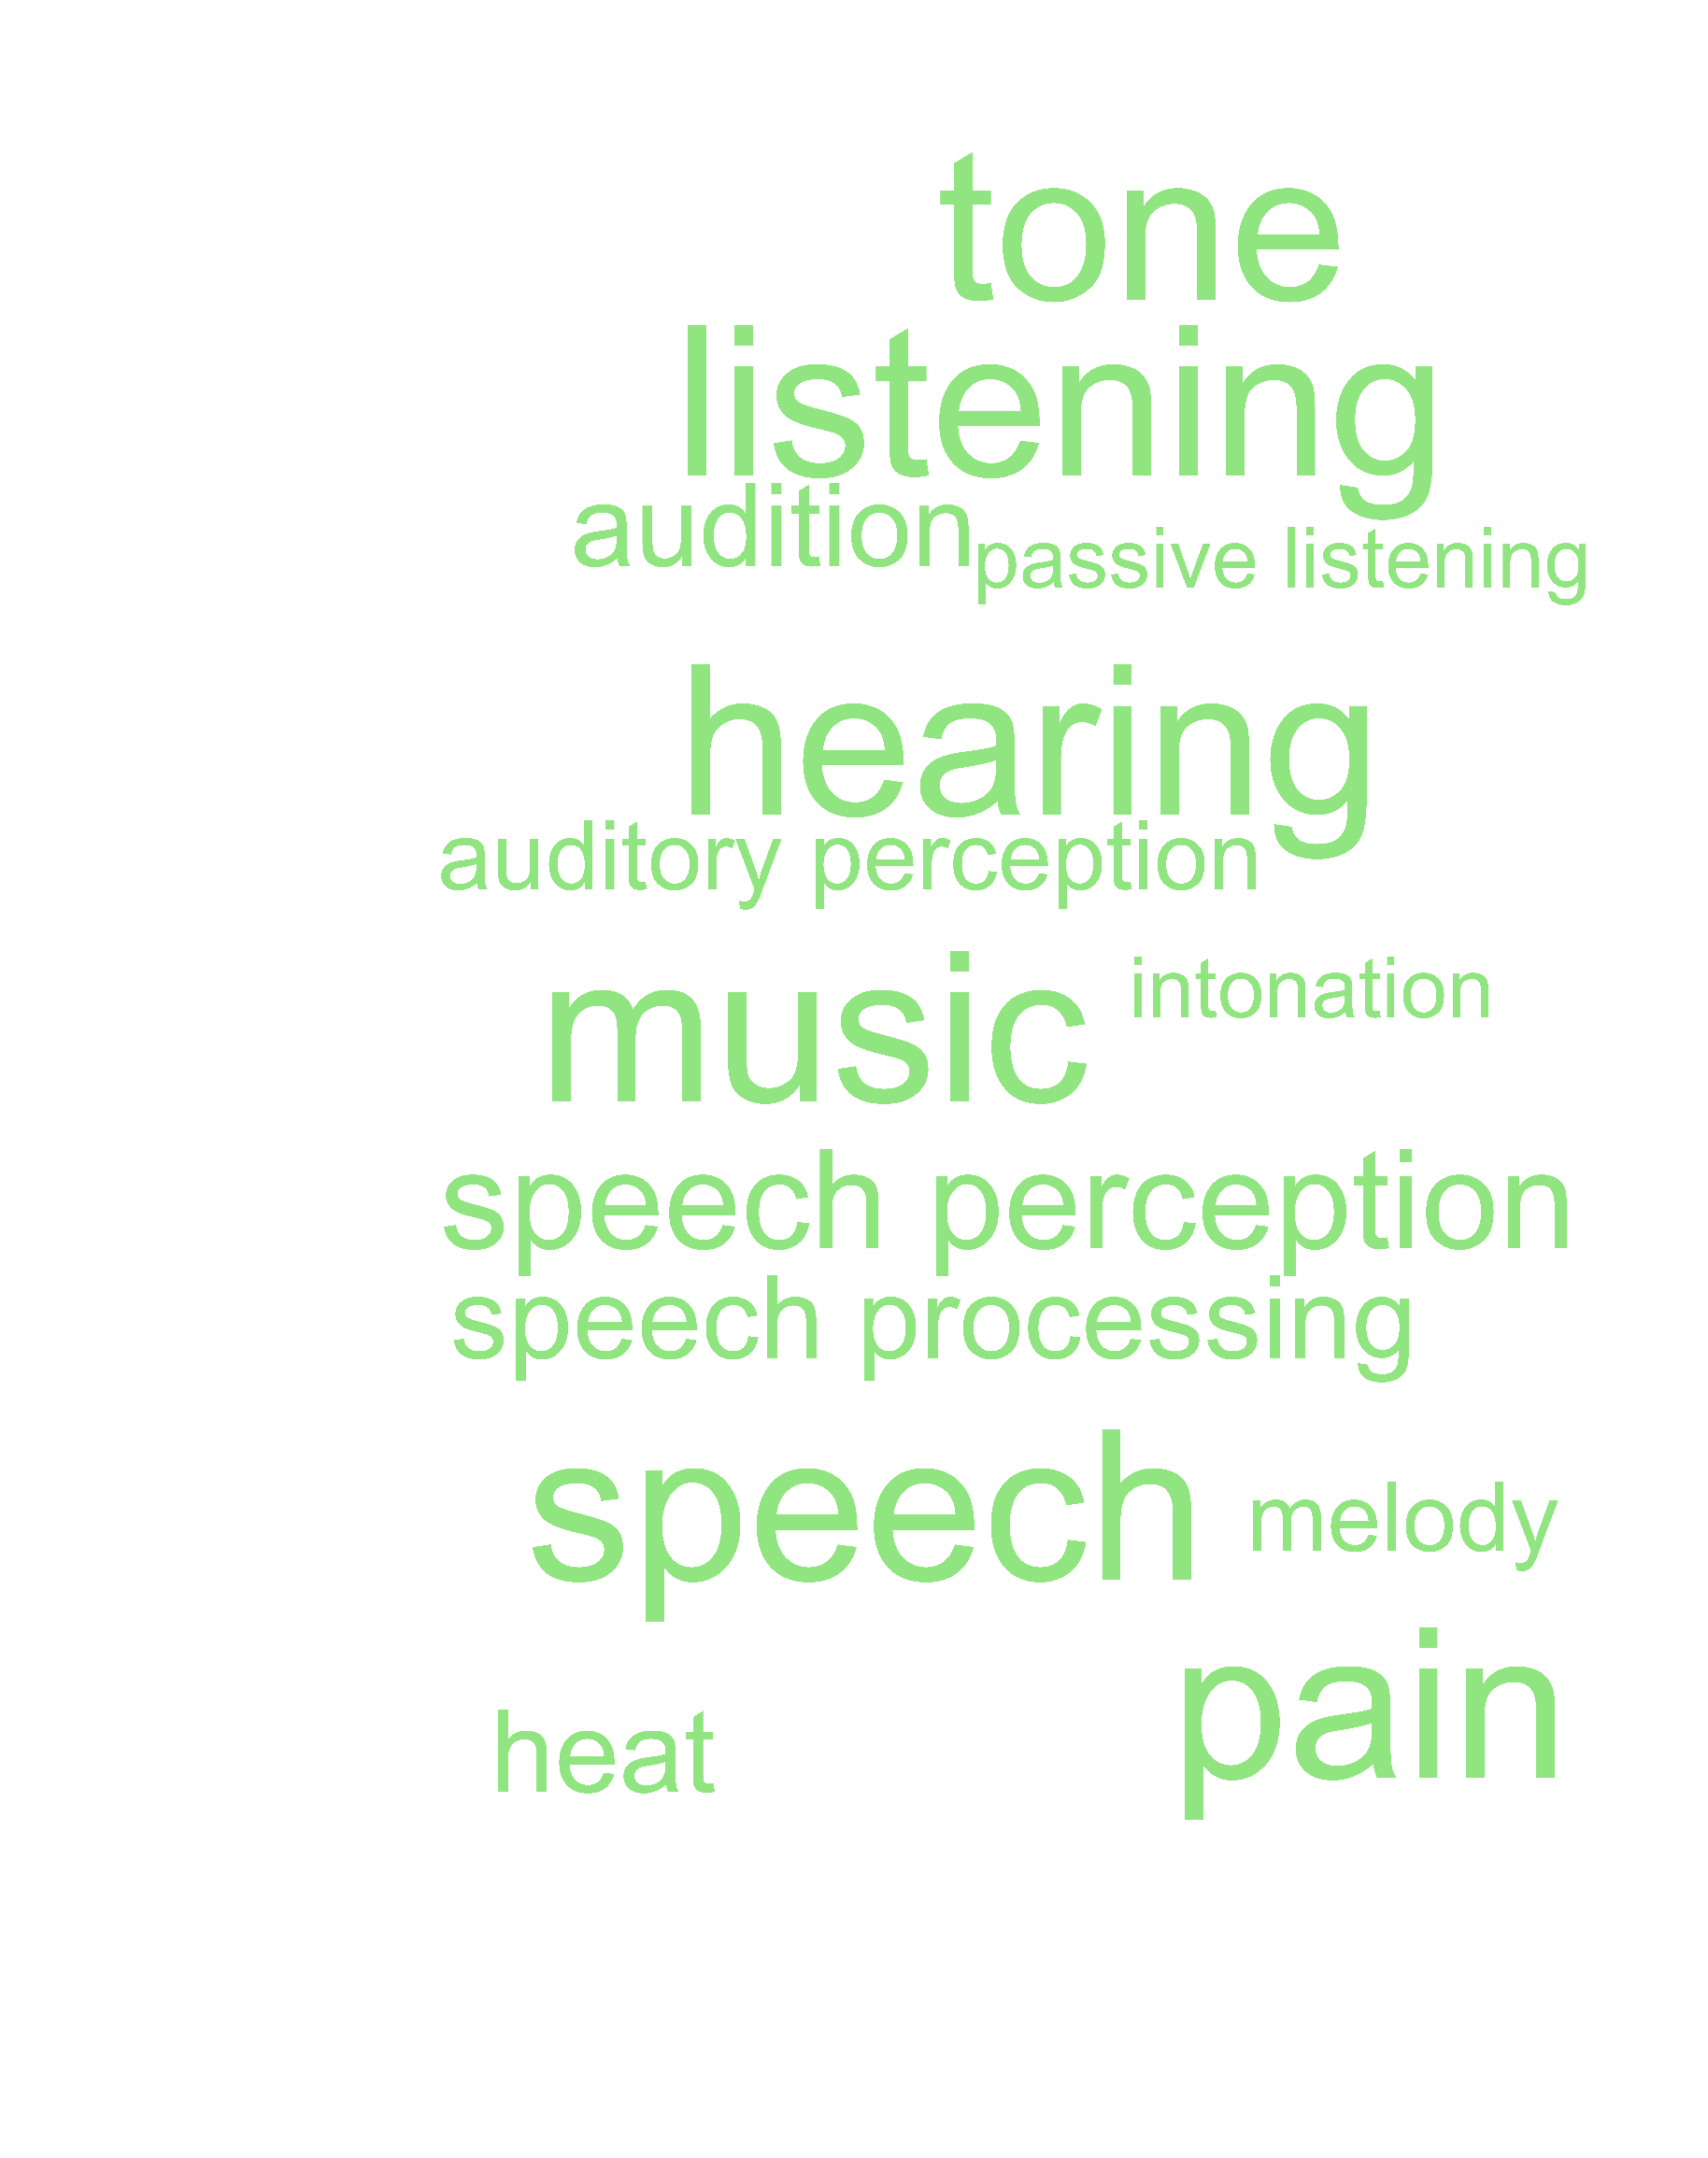 tone
listening
audition
passive listening
hearing
auditory perception
music
intonation
speech perception
speech processing
speech
melody
pain
heat